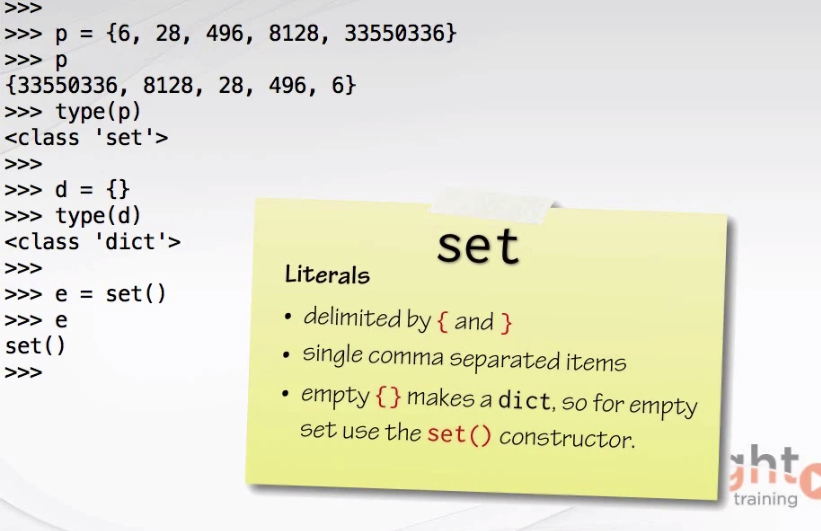 >>>
>>> p = {6, 28, 496, 8128, 33550336}
>>> p
{33550336, 8128, 28, 496, 6}
>>> type(p)
<class 'set'>
>>>
>>> d = {}
>>> type(d)
<class 'dict'>
>>>
>>> e = set()
>>> e
set()
>>>
set
Literals
• delimited by { and }
• single comma separated items
• empty {} makes a dict, so for empty
set use the set() constructor.
ght
training